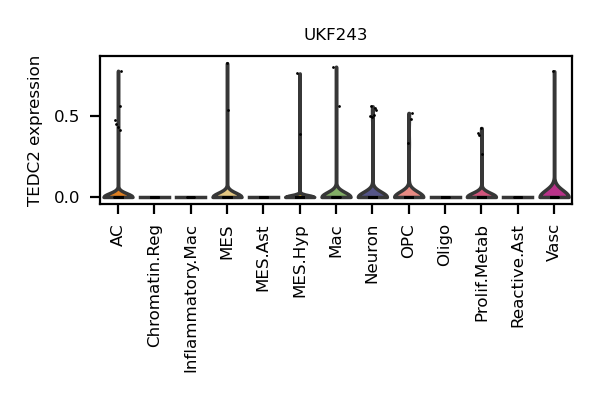 UKF243
TEDC2 expression
0.5
0.0
AC
Chromatin.Reg
Inflammatory.Mac
MES
MES.Ast
MES.Hyp
Mac
Neuron
OPC
Oligo
Prolif.Metab
Reactive.Ast
Vasc